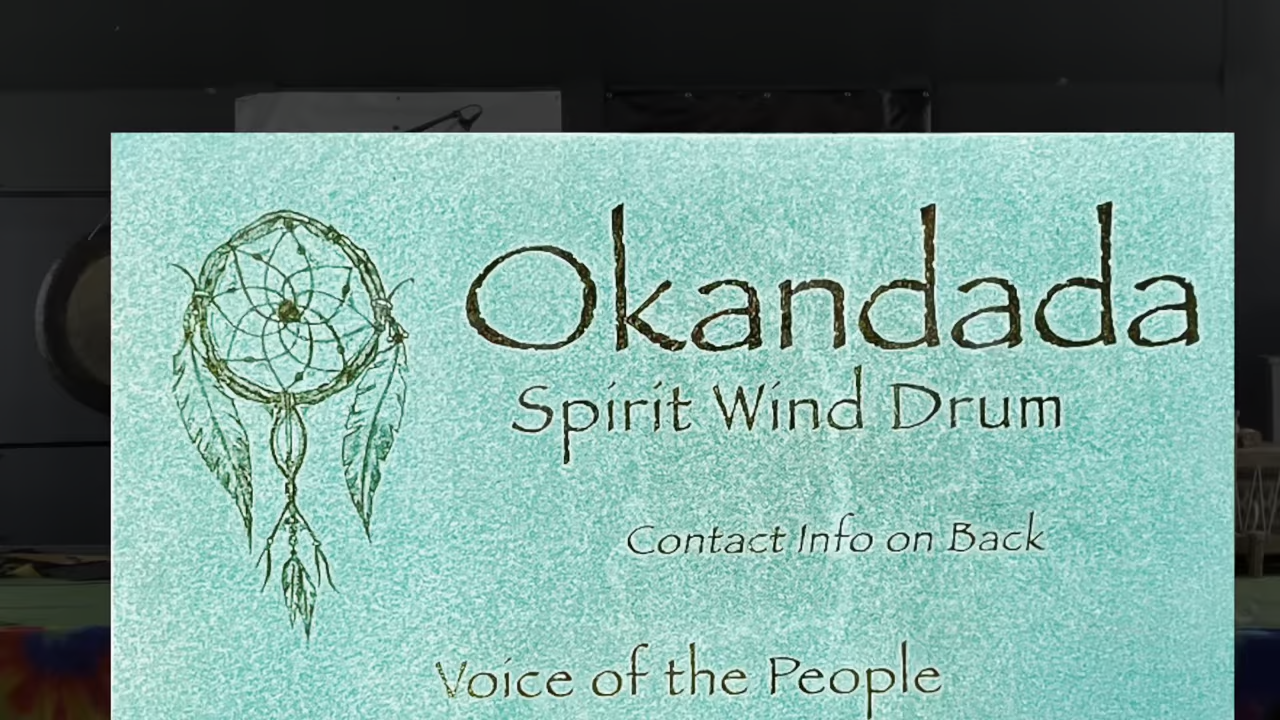 Okandada
Spirit Wind Drum
Contact Info on Back
Voice of the People